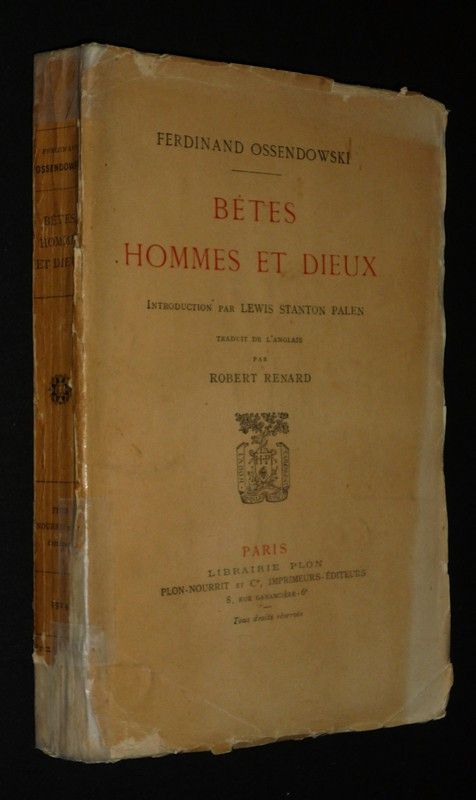 FERDINAND OSSENDOWSKI
BÊTES
HOMMES ET DIEUX
INTRODUCTION PAR LEWIS STANTON PALEN
TRADUIT DE L'ANGLAIS
PAR
ROBERT RENARD
LABOR
PARIS
LIBRAIRIE PLON
PLON-NOURRIT ET Cie, IMPRIMEURS-ÉDITEURS
8, RUE GARANCIÈRE - 6e
Tous droits réservés
FERDINAND
OSSENDOWSKI
BÊTES
HOMMES
ET DIEUX